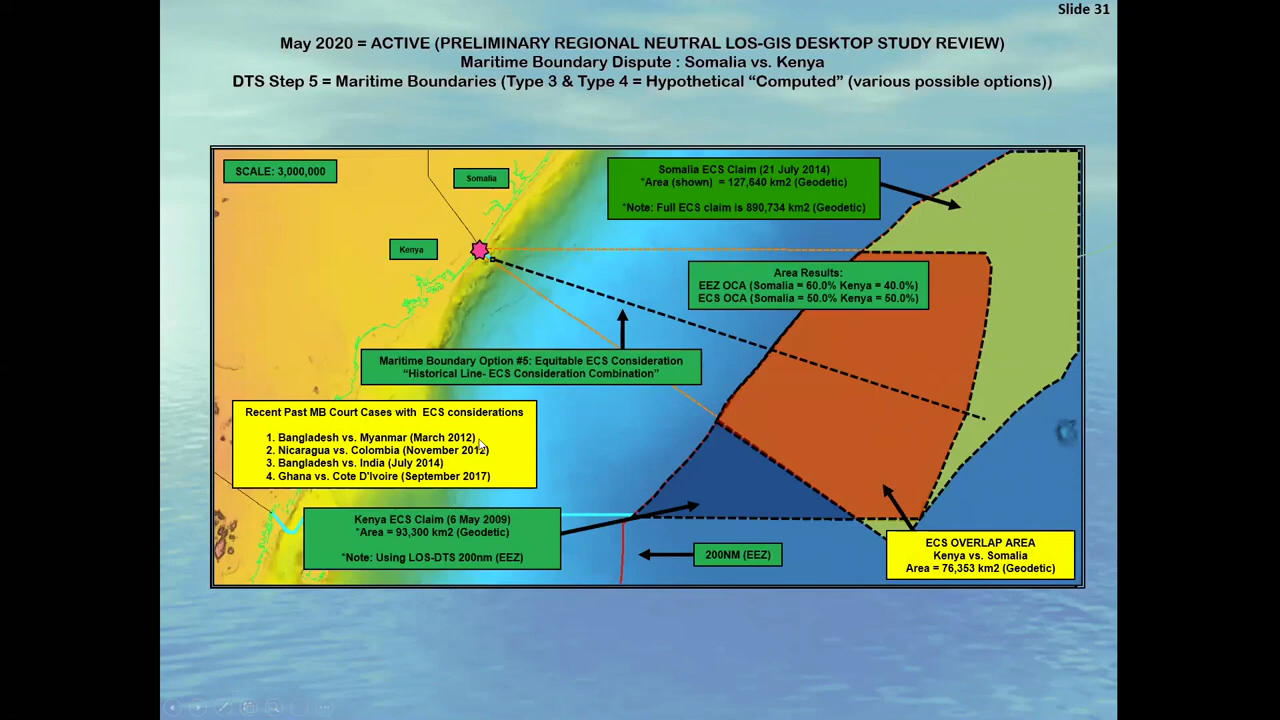 Slide 31
May 2020 = ACTIVE (PRELIMINARY REGIONAL NEUTRAL LOS-GIS DESKTOP STUDY REVIEW)
Maritime Boundary Dispute : Somalia vs. Kenya
DTS Step 5 = Maritime Boundaries (Type 3 & Type 4 = Hypothetical “Computed” (various possible options))
SCALE: 3,000,000
Somalia
Somalia ECS Claim (21 July 2014)
*Area (shown) = 127,640 km2 (Geodetic)
*Note: Full ECS claim is 890,734 km2 (Geodetic)
Kenya
Area Results:
EEZ OCA (Somalia = 60.0% Kenya = 40.0%)
ECS OCA (Somalia = 50.0% Kenya = 50.0%)
Maritime Boundary Option #5: Equitable ECS Consideration
“Historical Line- ECS Consideration Combination”
Recent Past MB Court Cases with ECS considerations
1. Bangladesh vs. Myanmar (March 2012)
2. Nicaragua vs. Colombia (November 2012)
3. Bangladesh vs. India (July 2014)
4. Ghana vs. Cote D'Ivoire (September 2017)
Kenya ECS Claim (6 May 2009)
*Area = 93,300 km2 (Geodetic)
*Note: Using LOS-DTS 200nm (EEZ)
200NM (EEZ)
ECS OVERLAP AREA
Kenya vs. Somalia
Area = 76,353 km2 (Geodetic)